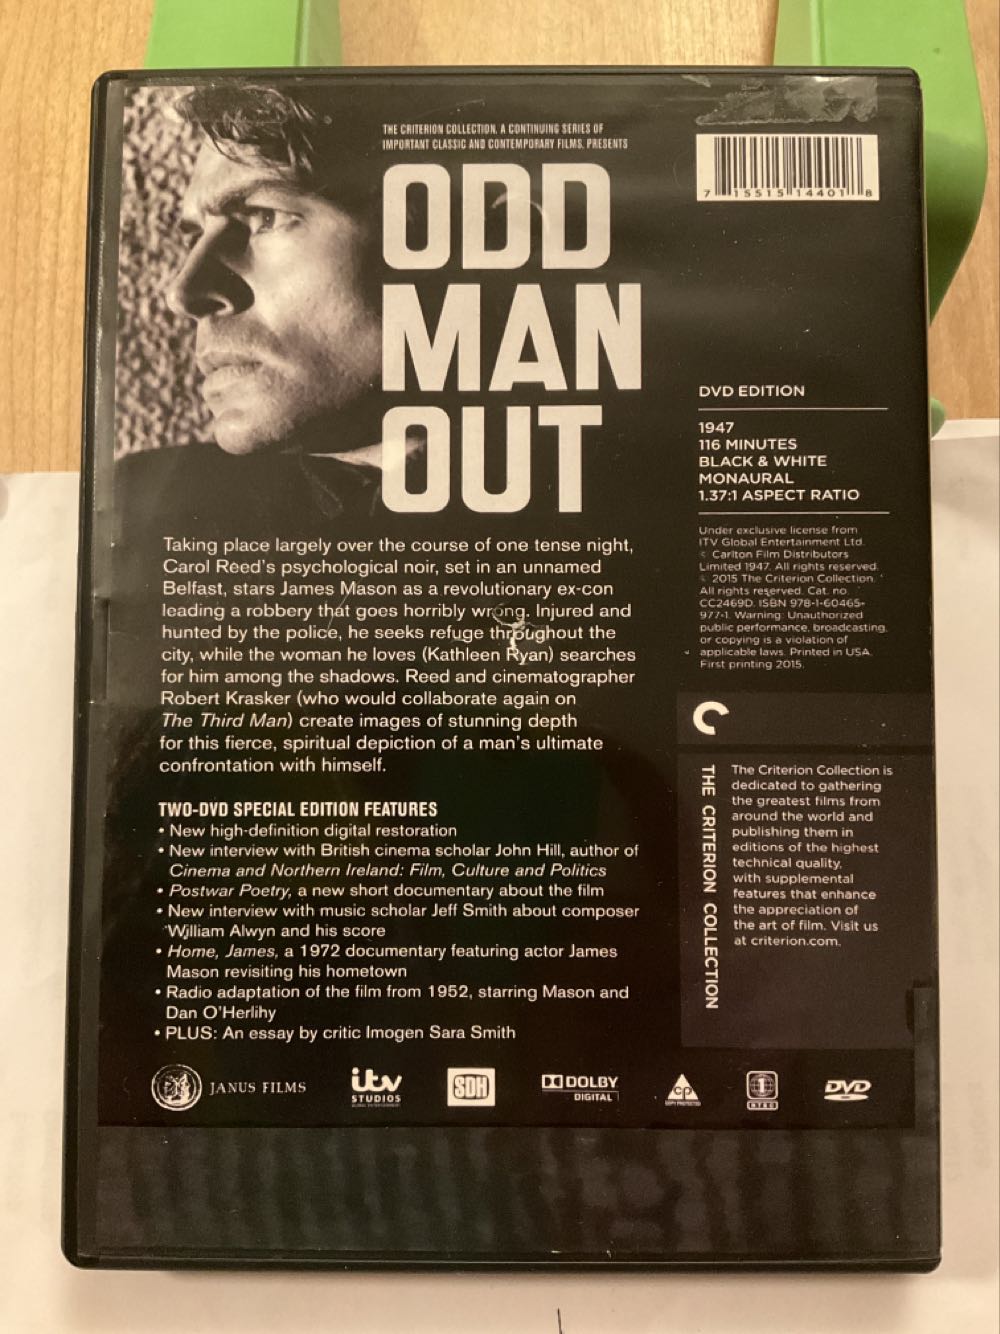 THE CRITERION COLLECTION, A CONTINUING SERIES OF
IMPORTANT CLASSIC AND CONTEMPORARY FILMS, PRESENTS
ODD
MAN
OUT
Taking place largely over the course of one tense night,
Carol Reed's psychological noir, set in an unnamed
Belfast, stars James Mason as a revolutionary ex-con
leading a robbery that goes horribly wrong. Injured and
hunted by the police, he seeks refuge throughout the
city, while the woman he loves (Kathleen Ryan) searches
for him among the shadows. Reed and cinematographer
Robert Krasker (who would collaborate again on
The Third Man) create images of stunning depth
for this fierce, spiritual depiction of a man's ultimate
confrontation with himself.
TWO-DVD SPECIAL EDITION FEATURES
• New high-definition digital restoration
• New interview with British cinema scholar John Hill, author of
Cinema and Northern Ireland: Film, Culture and Politics
• Postwar Poetry, a new short documentary about the film
• New interview with music scholar Jeff Smith about composer
William Alwyn and his score
• Home, James, a 1972 documentary featuring actor James
Mason revisiting his hometown
• Radio adaptation of the film from 1952, starring Mason and
Dan O'Herlihy
• PLUS: An essay by critic Imogen Sara Smith
7 15515 14401 8
DVD EDITION
1947
116 MINUTES
BLACK & WHITE
MONAURAL
1.37:1 ASPECT RATIO
Under exclusive license from
ITV Global Entertainment Ltd.
© Carlton Film Distributors
Limited 1947. All rights reserved.
© 2015 The Criterion Collection.
All rights reserved. Cat. no.
CC2469D. ISBN 978-1-60465-
977-1. Warning: Unauthorized
public performance, broadcasting,
or copying is a violation of
applicable laws. Printed in USA.
First printing 2015.
THE CRITERION COLLECTION
The Criterion Collection is
dedicated to gathering
the greatest films from
around the world and
publishing them in
editions of the highest
technical quality,
with supplemental
features that enhance
the appreciation of
the art of film. Visit us
at criterion.com.
JANUS FILMS
itv
STUDIOS
GLOBAL ENTERTAINMENT
SDH
DOLBY
DIGITAL
CP
COPY PROTECTED
1
NTSC
DVD